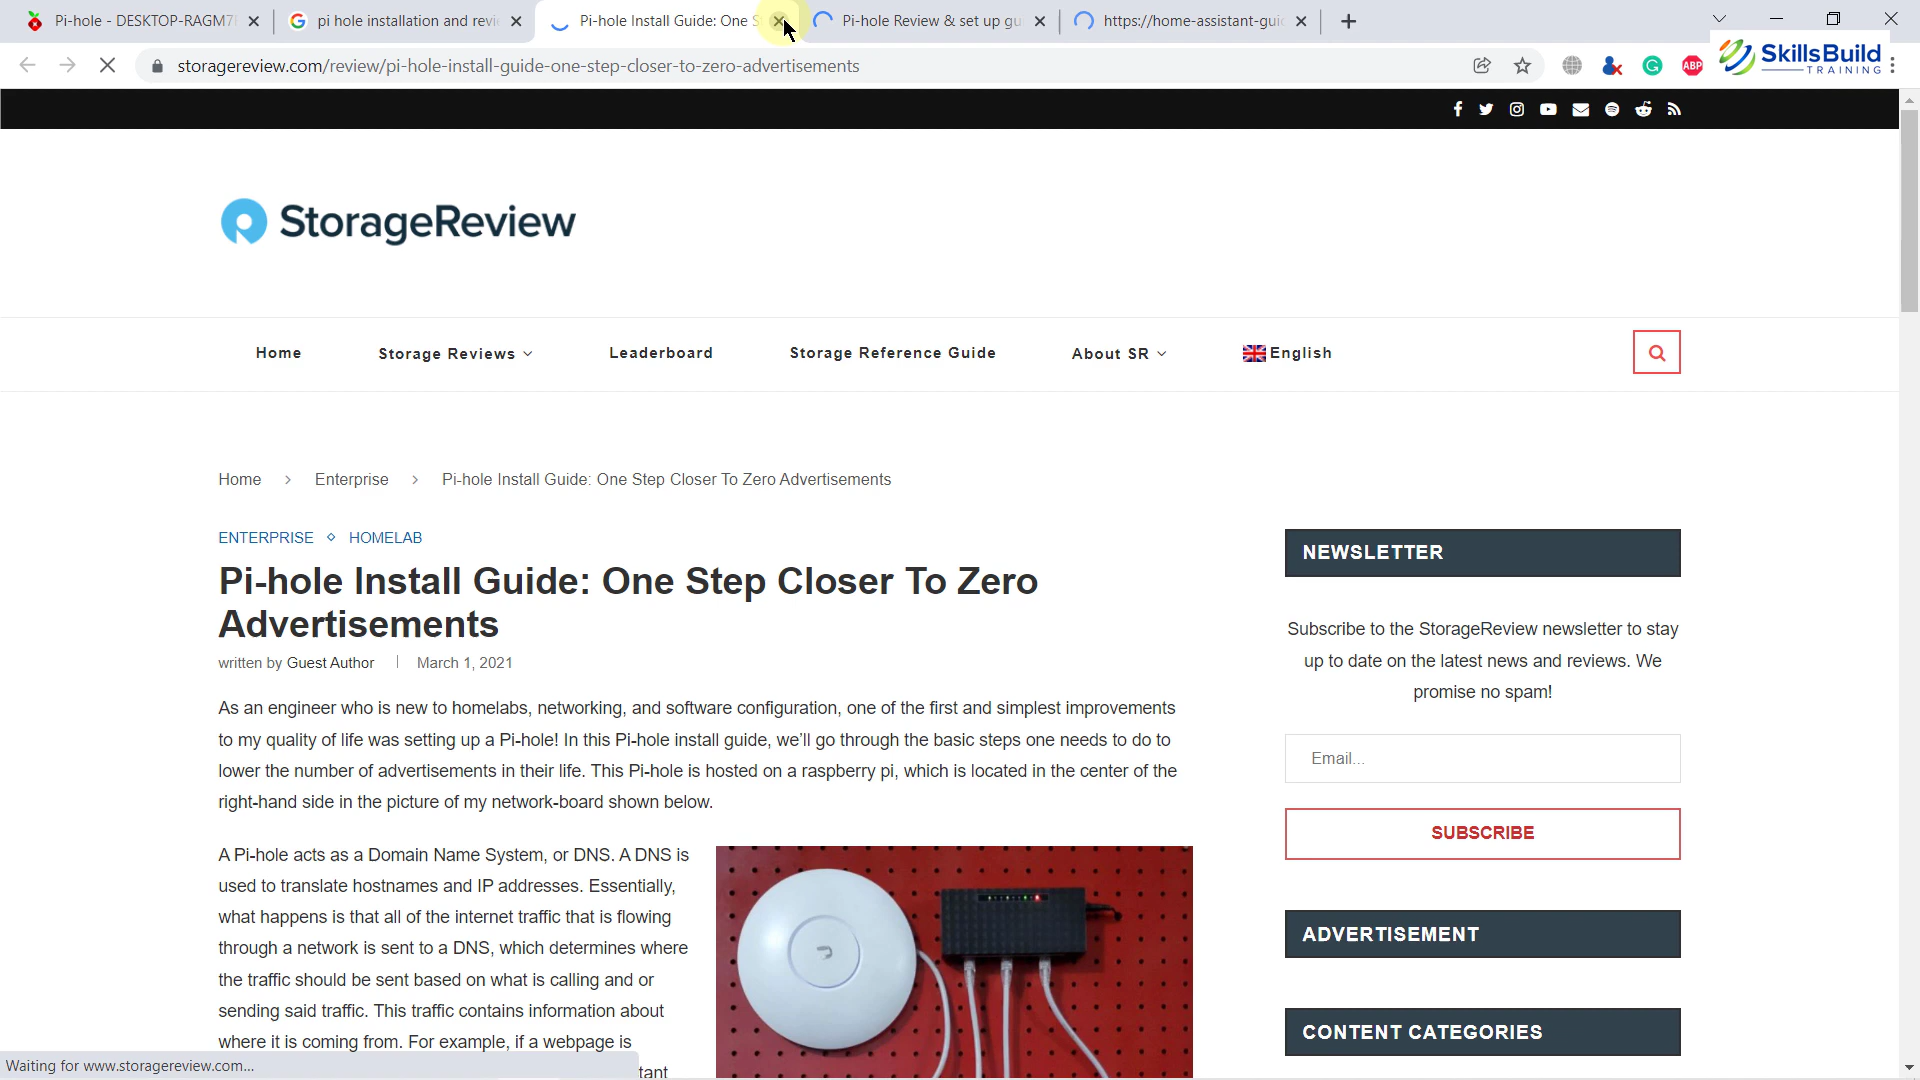 Pi-hole - DESKTOP-RAGM7
pi hole installation and revi
Pi-hole Install Guide: One S
Pi-hole Review & set up gu
https://home-assistant-gui
storagereview.com/review/pi-hole-install-guide-one-step-closer-to-zero-advertisements
ABP
SkillsBuild
TRAINING
StorageReview
Home
Storage Reviews
Leaderboard
Storage Reference Guide
About SR
English
Home > Enterprise > Pi-hole Install Guide: One Step Closer To Zero Advertisements
ENTERPRISE ◇ HOMELAB
Pi-hole Install Guide: One Step Closer To Zero
Advertisements
written by Guest Author | March 1, 2021
As an engineer who is new to homelabs, networking, and software configuration, one of the first and simplest improvements
to my quality of life was setting up a Pi-hole! In this Pi-hole install guide, we'll go through the basic steps one needs to do to
lower the number of advertisements in their life. This Pi-hole is hosted on a raspberry pi, which is located in the center of the
right-hand side in the picture of my network-board shown below.
A Pi-hole acts as a Domain Name System, or DNS. A DNS is
used to translate hostnames and IP addresses. Essentially,
what happens is that all of the internet traffic that is flowing
through a network is sent to a DNS, which determines where
the traffic should be sent based on what is calling and or
sending said traffic. This traffic contains information about
where it is coming from. For example, if a webpage is
tant
NEWSLETTER
Subscribe to the StorageReview newsletter to stay
up to date on the latest news and reviews. We
promise no spam!
Email...
SUBSCRIBE
ADVERTISEMENT
CONTENT CATEGORIES
Waiting for www.storagereview.com...